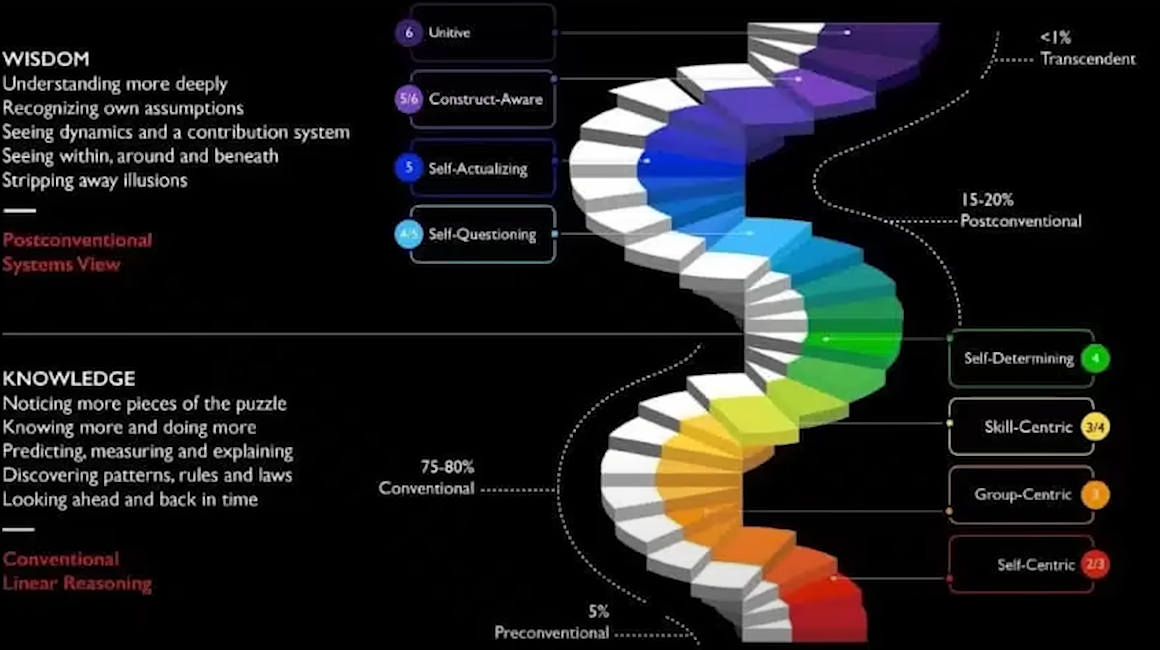 WISDOM
Understanding more deeply
Recognizing own assumptions
Seeing dynamics and a contribution system
Seeing within, around and beneath
Stripping away illusions
Postconventional
Systems View
KNOWLEDGE
Noticing more pieces of the puzzle
Knowing more and doing more
Predicting, measuring and explaining
Discovering patterns, rules and laws
Looking ahead and back in time
Conventional
Linear Reasoning
6 Unitive
5/6 Construct-Aware
5 Self-Actualizing
4/5 Self-Questioning
<1%
Transcendent
15-20%
Postconventional
Self-Determining 4
Skill-Centric 3/4
Group-Centric 3
Self-Centric 2/3
75-80%
Conventional
5%
Preconventional